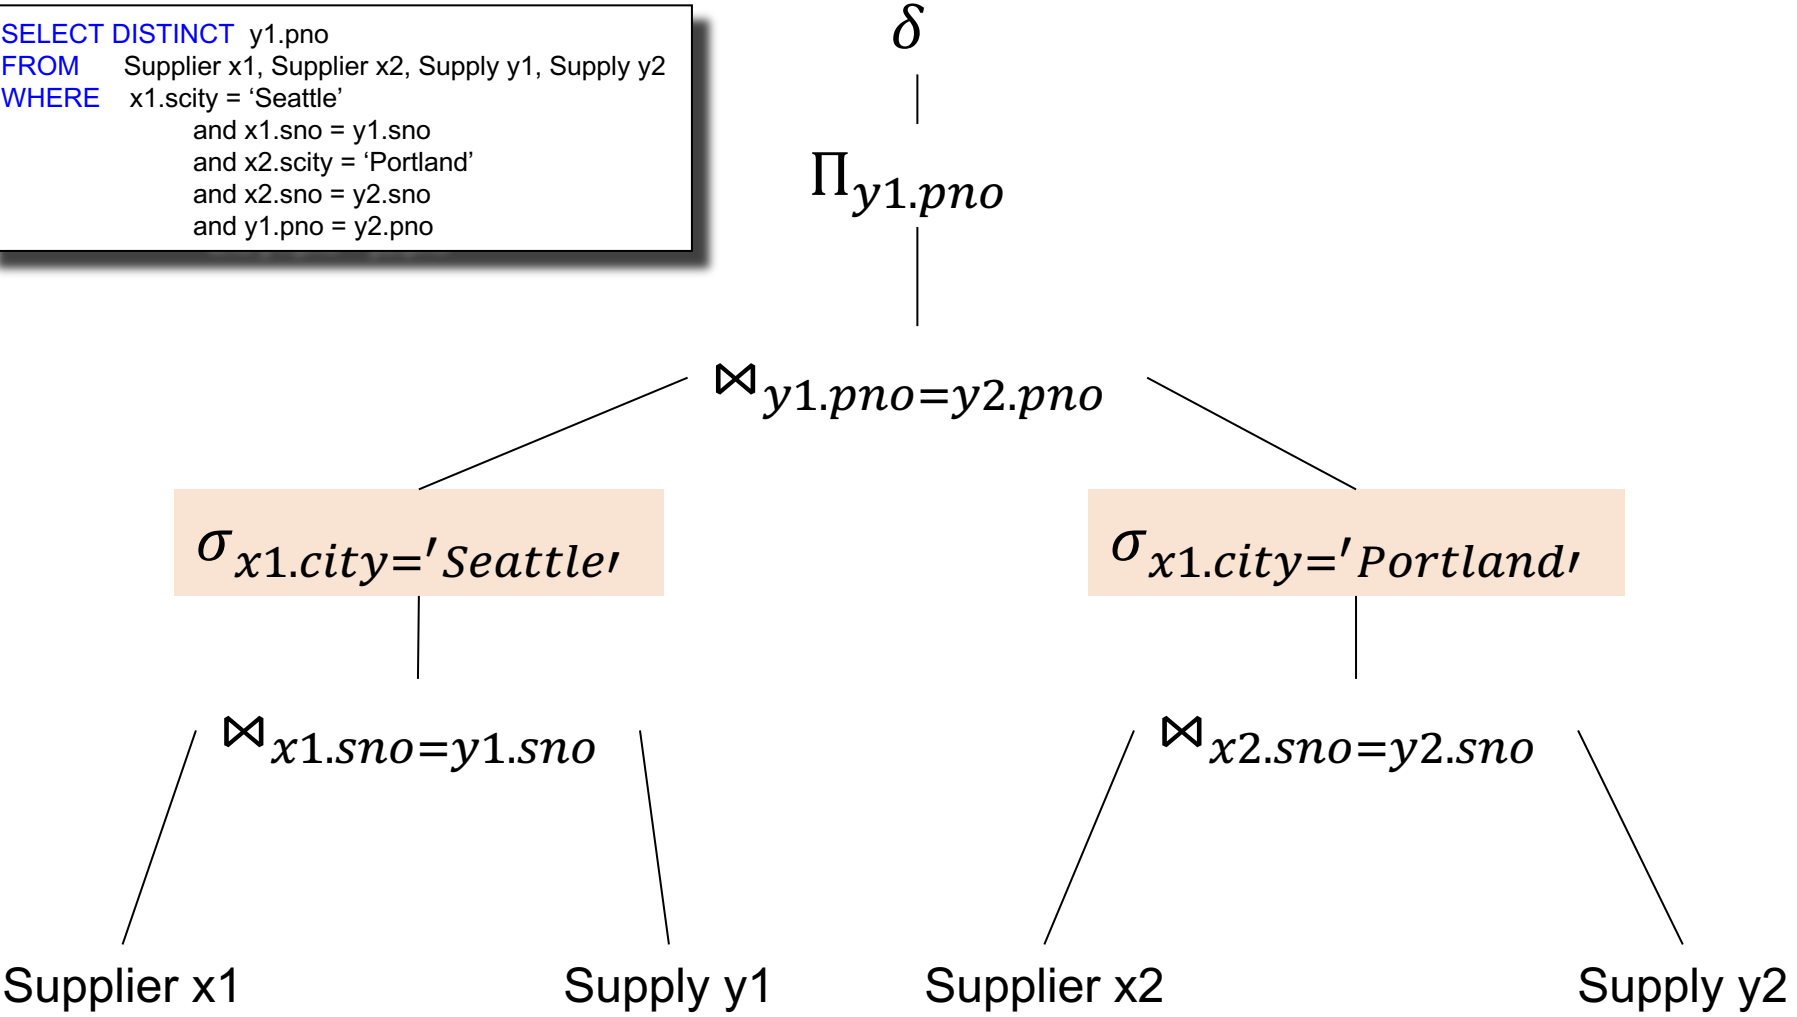 SELECT DISTINCT y1.pno
FROM Supplier x1, Supplier x2, Supply y1, Supply y2
WHERE x1.scity = ‘Seattle’
and x1.sno = y1.sno
and x2.scity = ‘Portland’
and x2.sno = y2.sno
and y1.pno = y2.pno
δ
Π y1.pno
⋈ y1.pno=y2.pno
σ x1.city='Seattle' σ x1.city='Portland'
⋈ x1.sno=y1.sno ⋈ x2.sno=y2.sno
Supplier x1 Supply y1 Supplier x2 Supply y2